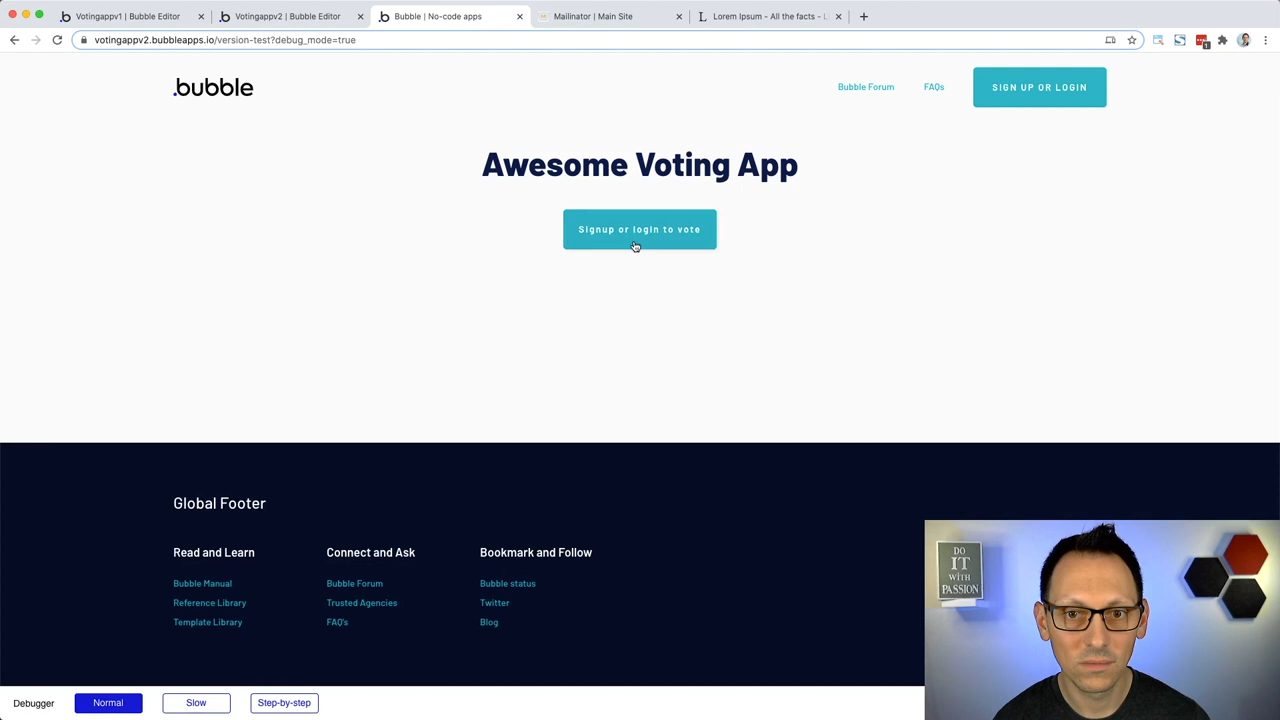 Votingappv1 | Bubble Editor
Votingappv2 | Bubble Editor
Bubble | No-code apps
Mailinator | Main Site
Lorem Ipsum - All the facts - L
votingappv2.bubbleapps.io/version-test?debug_mode=true
1
.bubble
Bubble Forum
FAQs
SIGN UP OR LOGIN
Awesome Voting App
Signup or login to vote
Global Footer
Read and Learn
Connect and Ask
Bookmark and Follow
Bubble Manual
Bubble Forum
Bubble status
Reference Library
Trusted Agencies
Twitter
Template Library
FAQ's
Blog
DO
IT
WITH
PASSION
Debugger
Normal
Slow
Step-by-step